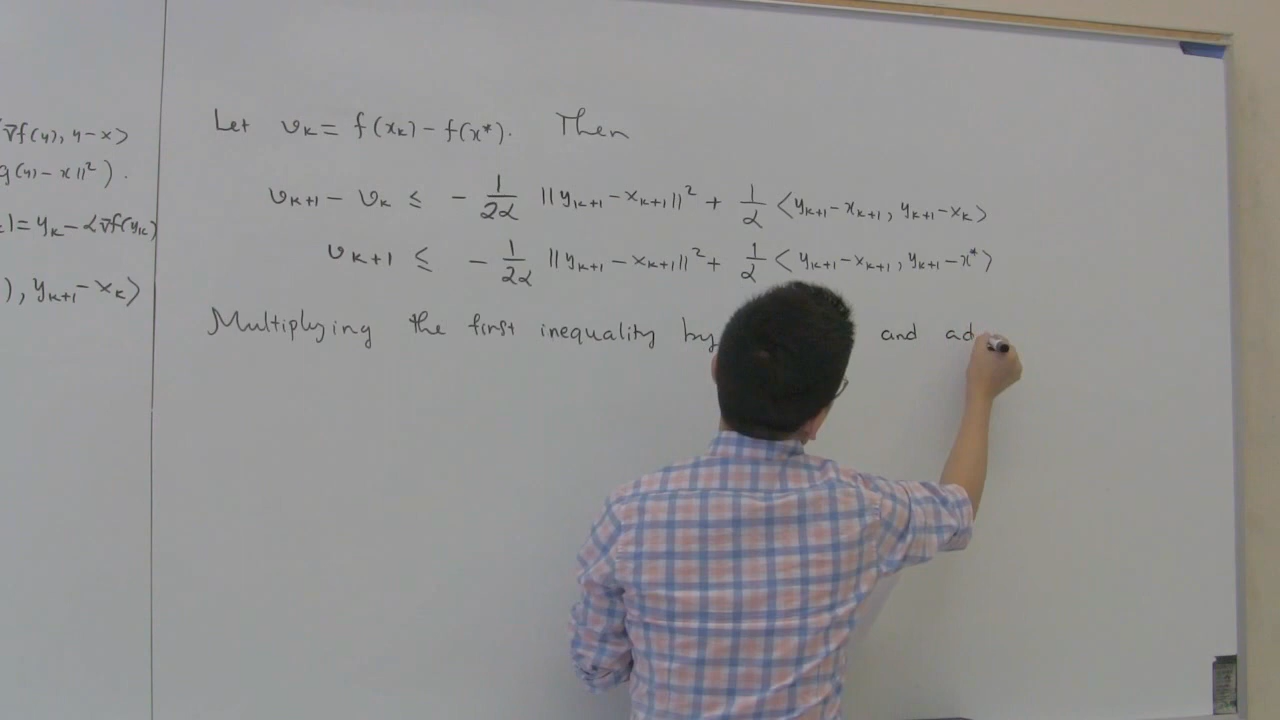 ∇f(y), y-x>
g(y)-x||²).
)=y_k-α∇f(y_k)
), y_{k+1}-x_k>
Let v_k = f(x_k) - f(x*). Then
v_{k+1} - v_k ≤ - 1/2α ||y_{k+1} - x_{k+1}||² + 1/α <y_{k+1} - x_{k+1}, y_{k+1} - x_k>
v_{k+1} ≤ - 1/2α ||y_{k+1} - x_{k+1}||² + 1/α <y_{k+1} - x_{k+1}, y_{k+1} - x*>
Multiplying the first inequality by and ad